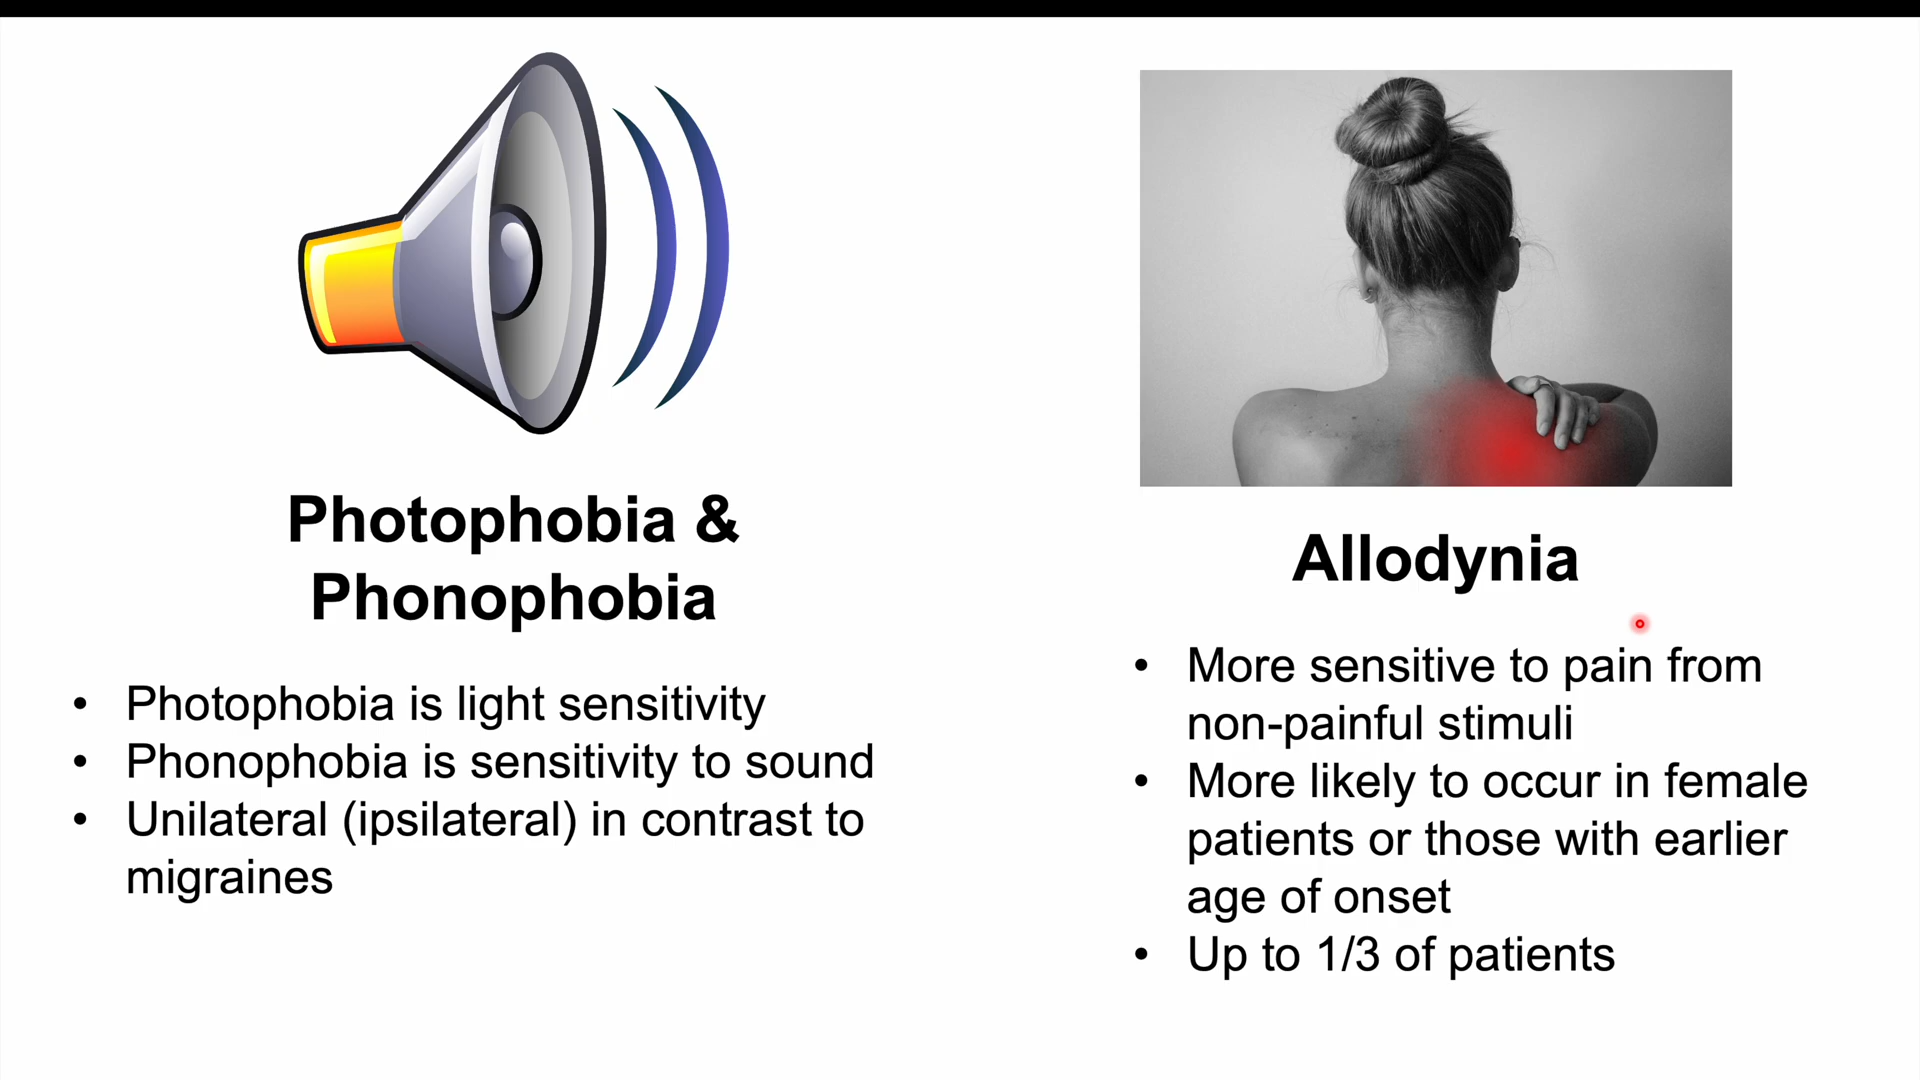 Photophobia &
Phonophobia
• Photophobia is light sensitivity
• Phonophobia is sensitivity to sound
• Unilateral (ipsilateral) in contrast to
migraines
Allodynia
• More sensitive to pain from
non-painful stimuli
• More likely to occur in female
patients or those with earlier
age of onset
• Up to 1/3 of patients